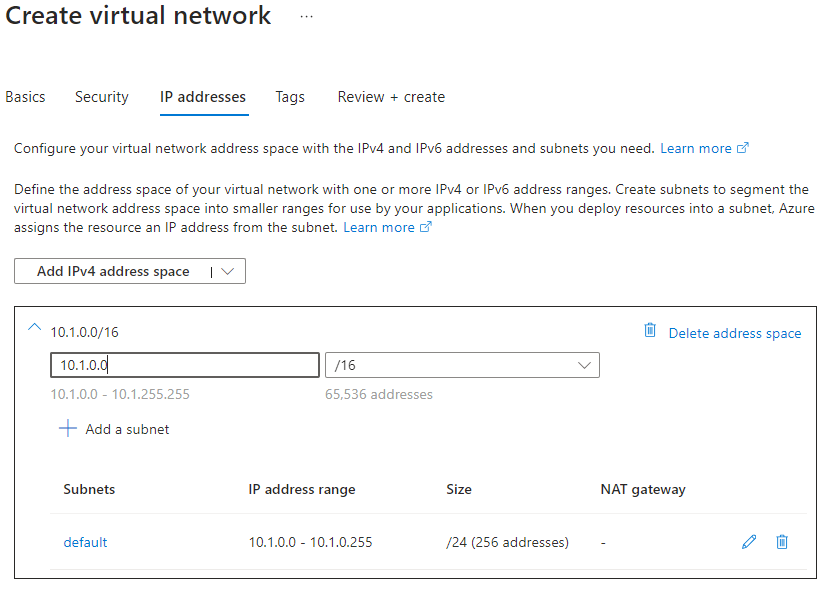 Create virtual network ...
Basics Security IP addresses Tags Review + create
Configure your virtual network address space with the IPv4 and IPv6 addresses and subnets you need. Learn more
Define the address space of your virtual network with one or more IPv4 or IPv6 address ranges. Create subnets to segment the
virtual network address space into smaller ranges for use by your applications. When you deploy resources into a subnet, Azure
assigns the resource an IP address from the subnet. Learn more
Add IPv4 address space |
10.1.0.0/16 Delete address space
10.1.0.0 /16
10.1.0.0 - 10.1.255.255 65,536 addresses
Add a subnet
Subnets IP address range Size NAT gateway
default 10.1.0.0 - 10.1.0.255 /24 (256 addresses) -